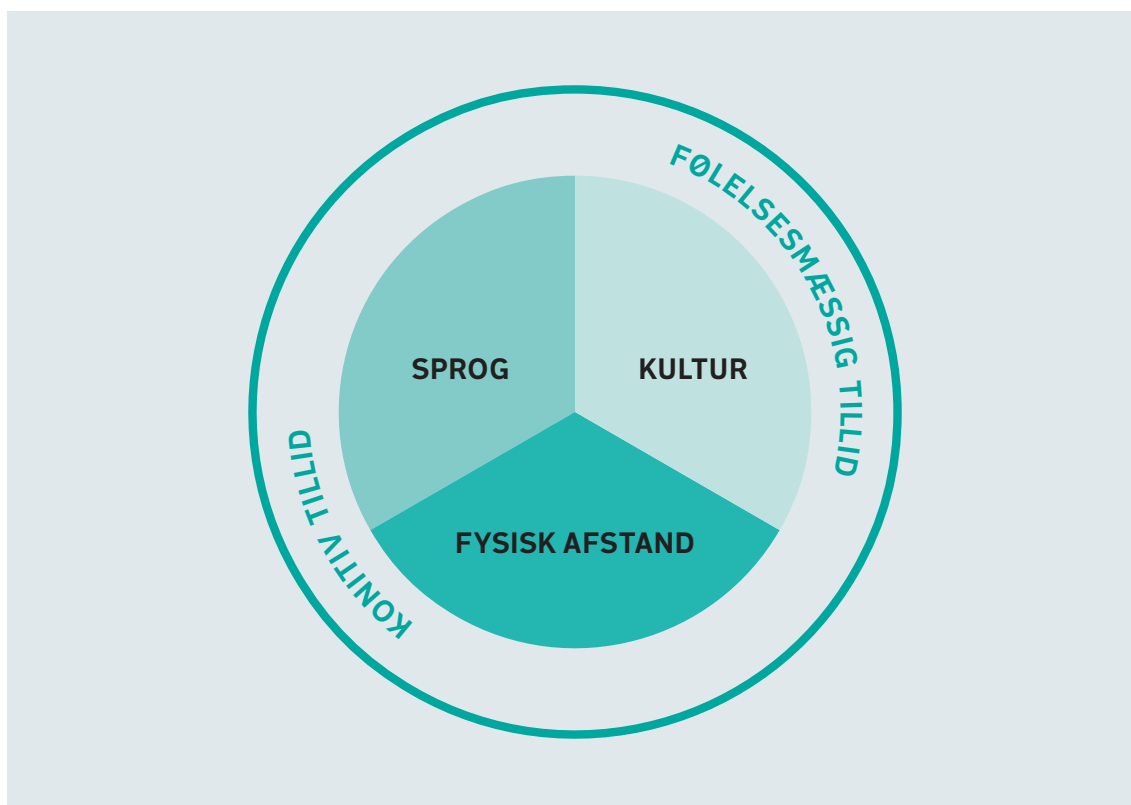 FØLELSESMÆSSIG TILLID
SPROG
KULTUR
FYSISK AFSTAND
KONITIV TILLID